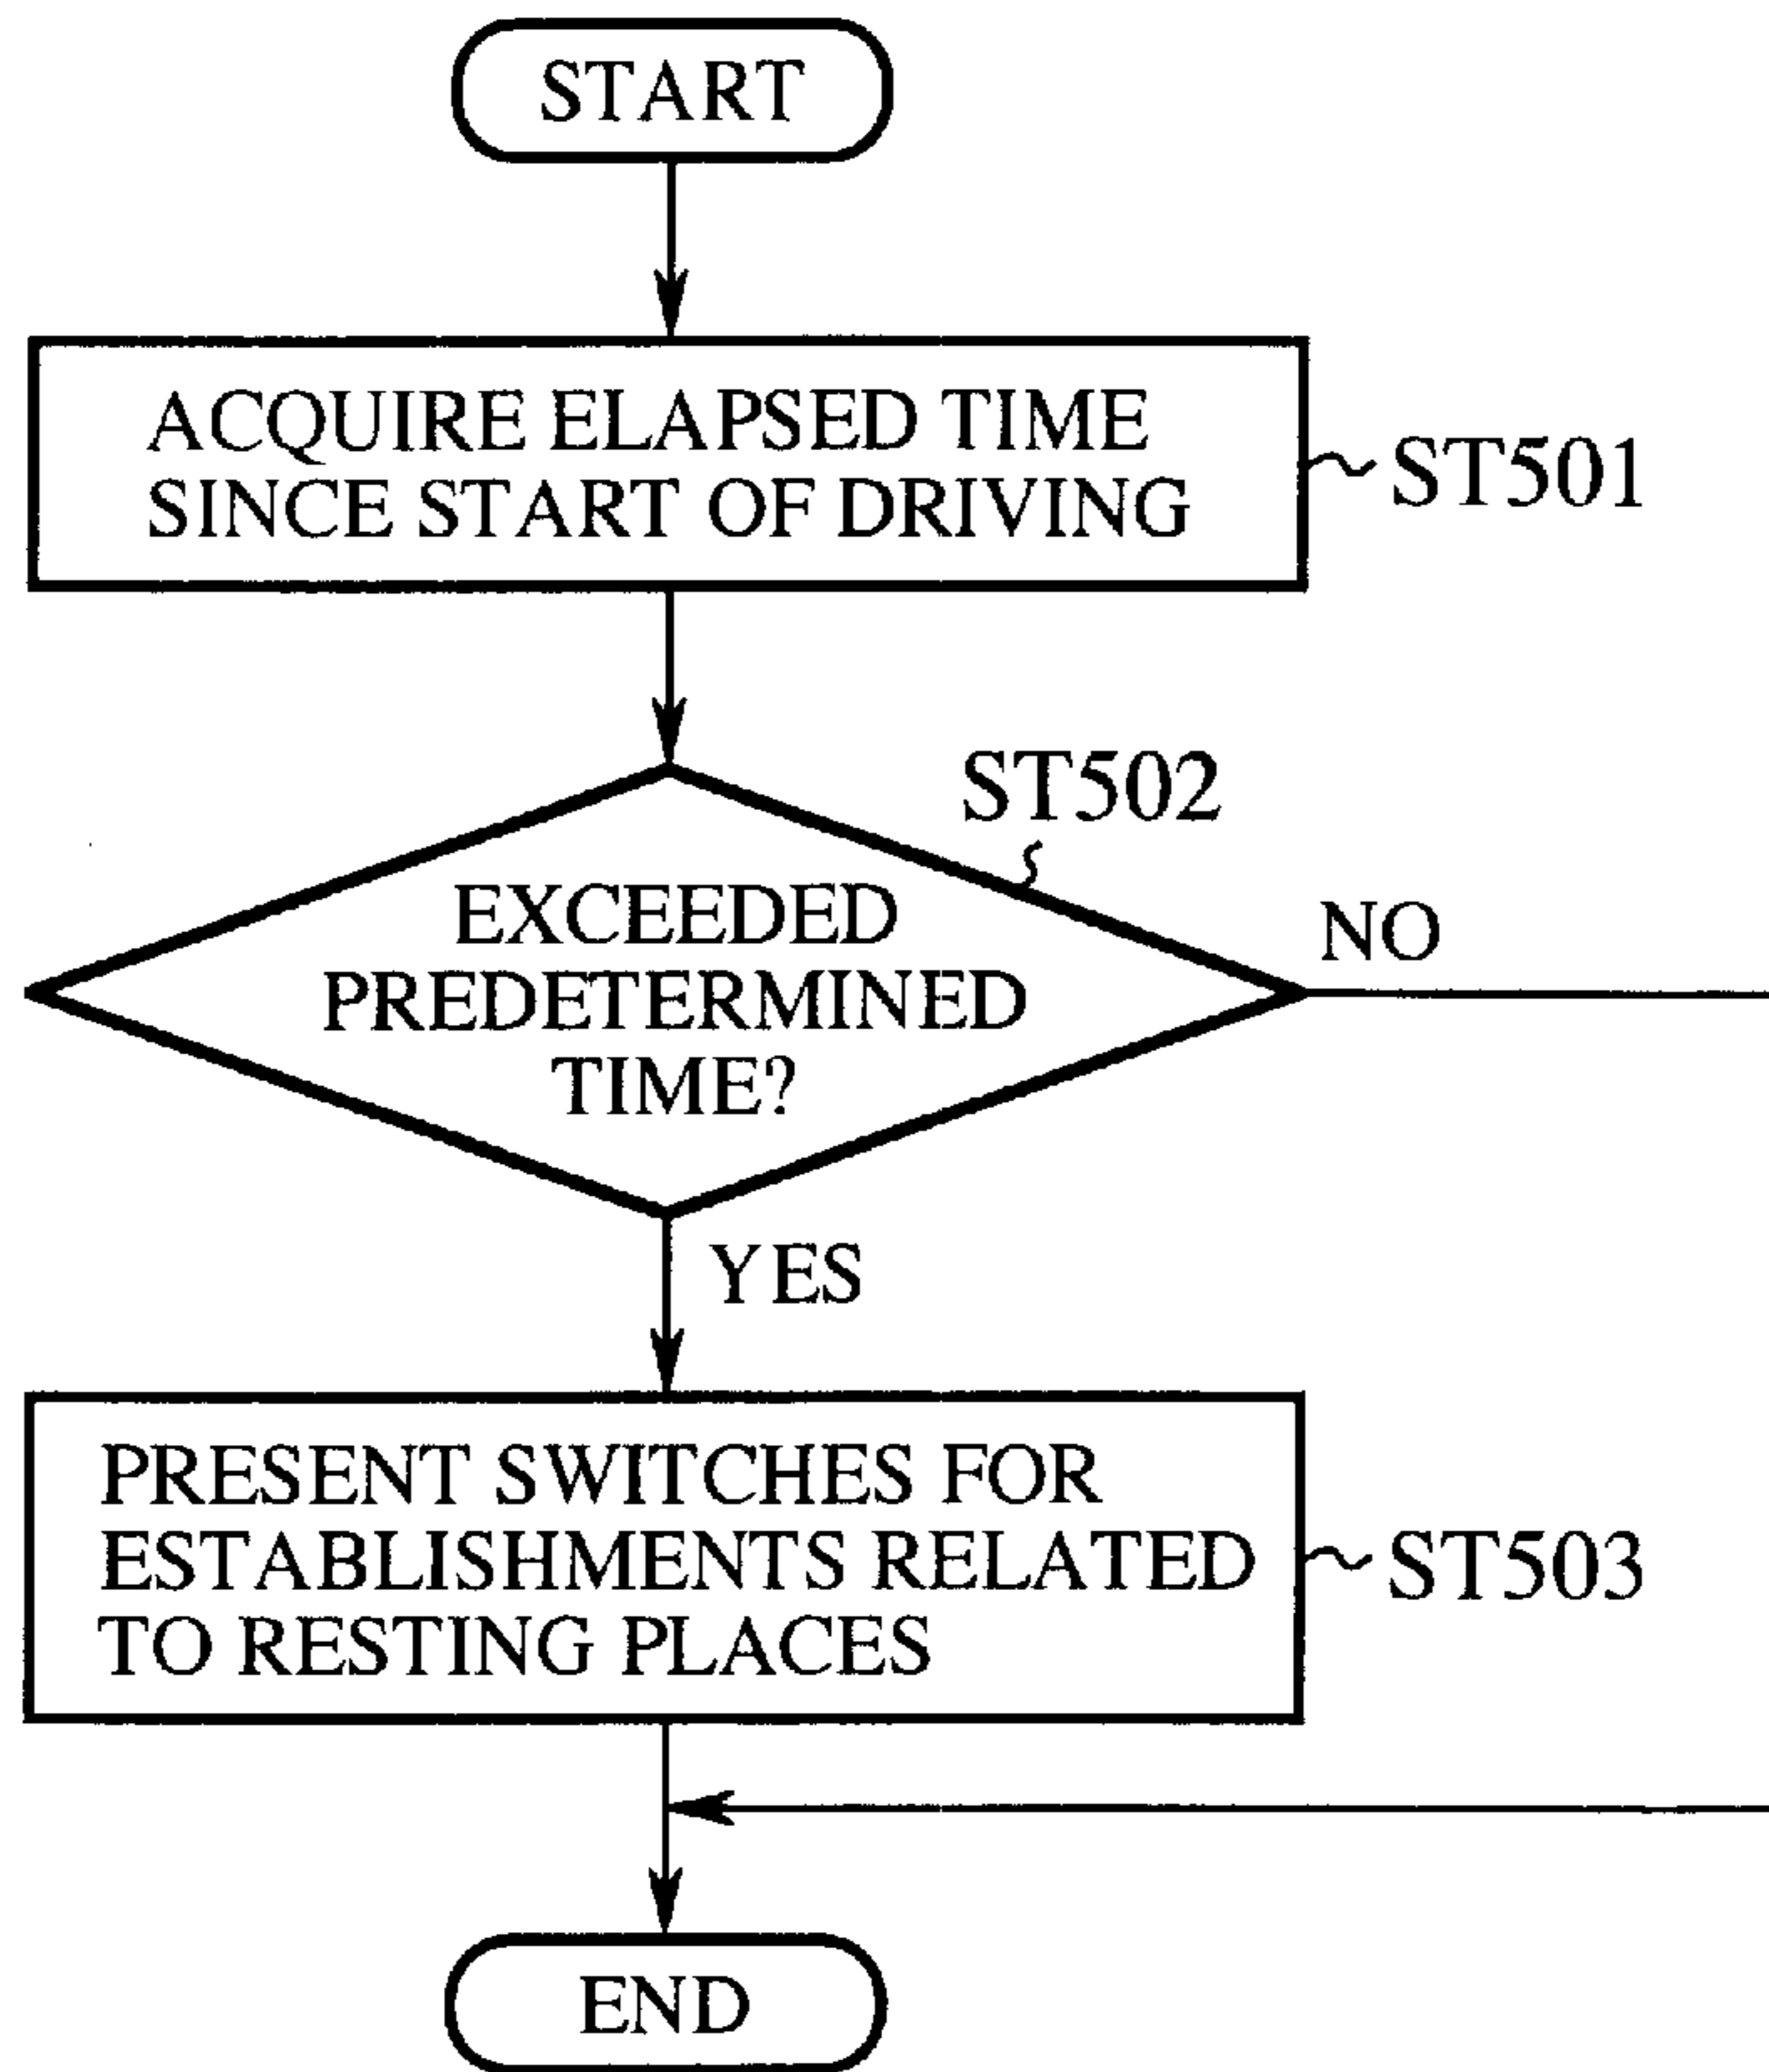 START
ACQUIRE ELAPSED TIME
SINCE START OF DRIVING
ST501
ST502
EXCEEDED
PREDETERMINED
TIME?
NO
YES
PRESENT SWITCHES FOR
ESTABLISHMENTS RELATED
TO RESTING PLACES
ST503
END